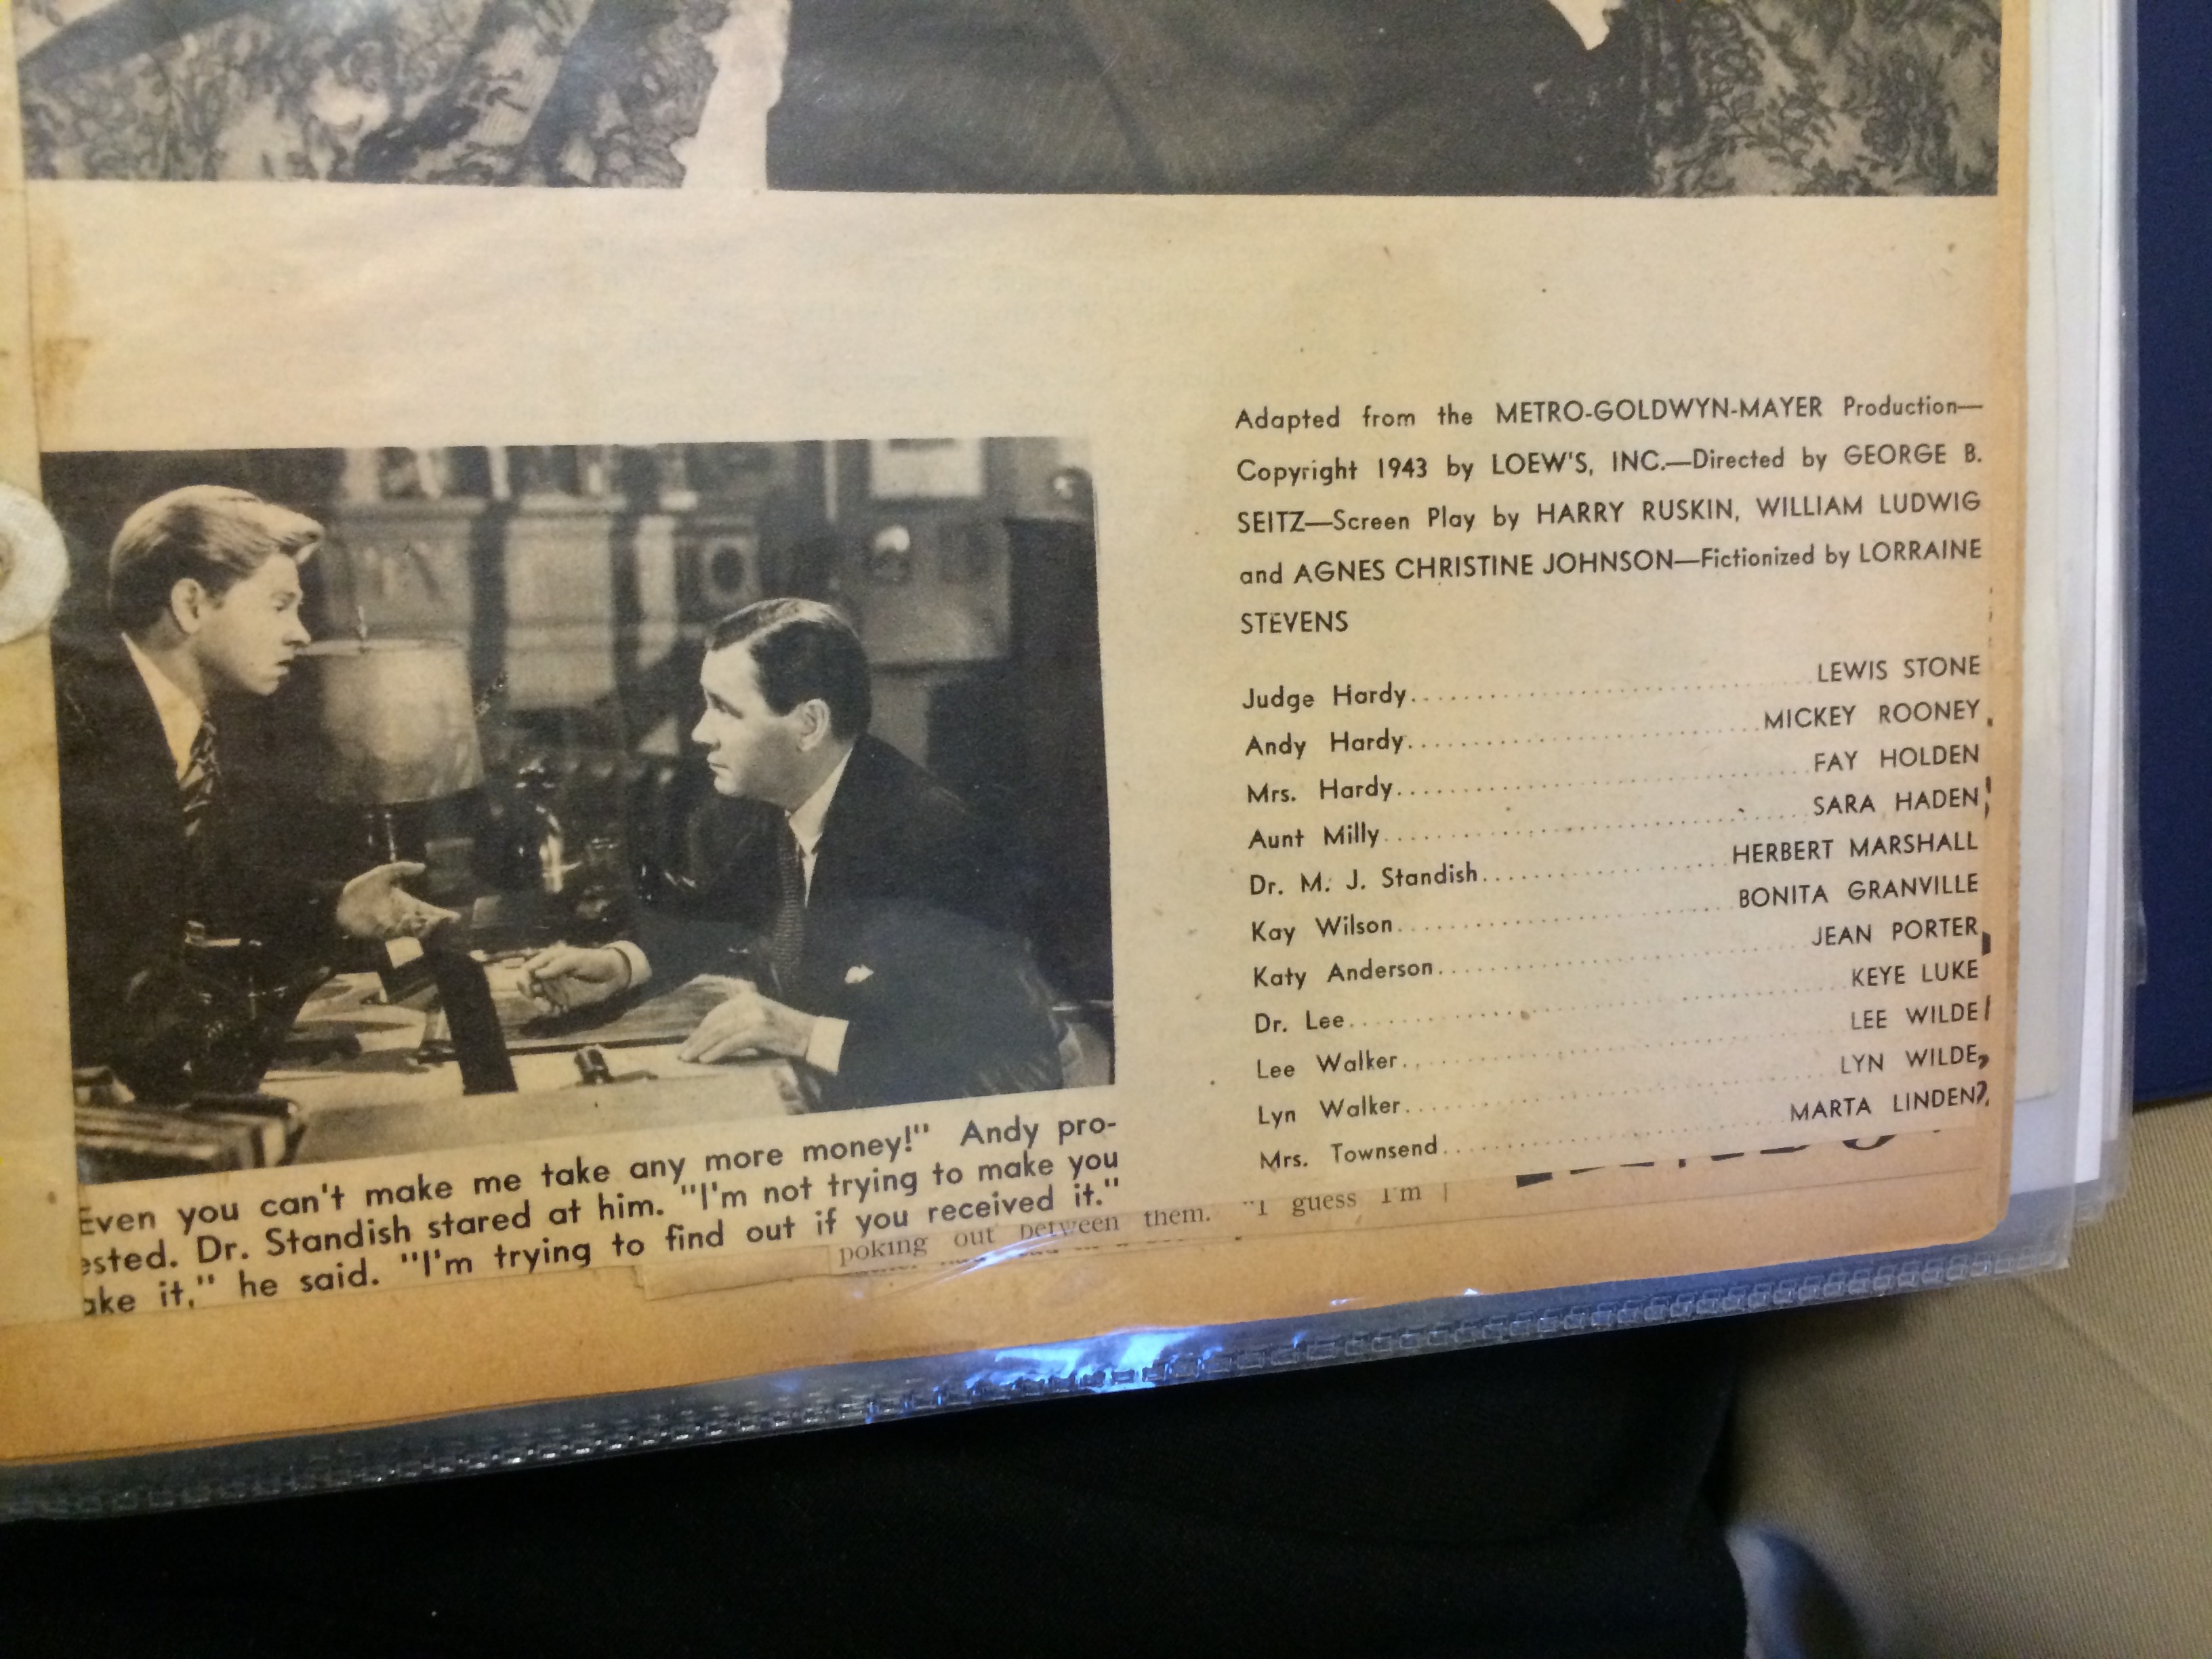 Adapted from the METRO-GOLDWYN-MAYER Production—
Copyright 1943 by LOEW'S, INC.—Directed by GEORGE B.
SEITZ—Screen Play by HARRY RUSKIN, WILLIAM LUDWIG
and AGNES CHRISTINE JOHNSON—Fictionized by LORRAINE
STEVENS
Judge Hardy.......... LEWIS STONE
Andy Hardy.......... MICKEY ROONEY
Mrs. Hardy.......... FAY HOLDEN
Aunt Milly.......... SARA HADEN
Dr. M. J. Standish.......... HERBERT MARSHALL
Kay Wilson.......... BONITA GRANVILLE
Katy Anderson.......... JEAN PORTER
Dr. Lee.......... KEYE LUKE
Lee Walker.......... LEE WILDE
Lyn Walker.......... LYN WILDE
Mrs. Townsend.......... MARTA LINDEN
Even you can't make me take any more money!" Andy pro-
ested. Dr. Standish stared at him. "I'm not trying to make you
ake it," he said. "I'm trying to find out if you received it."
poking out between them. "I guess I'm